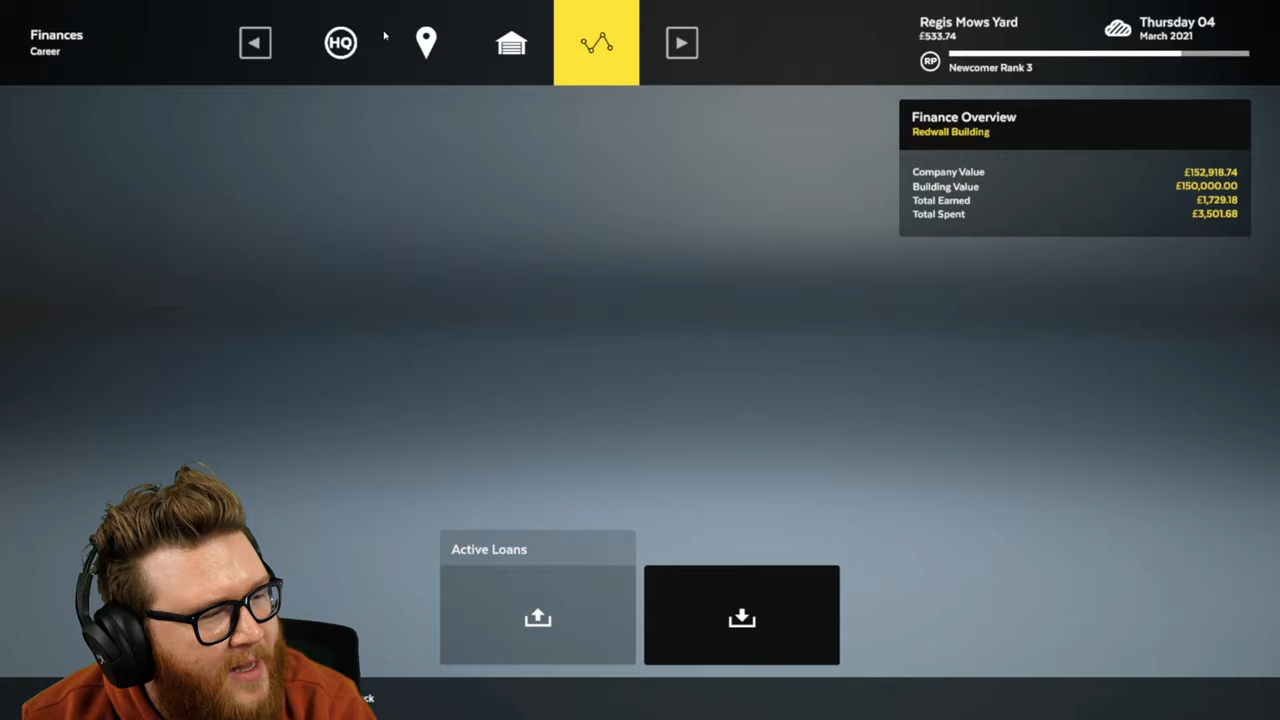 Finances
Career
HQ
Regis Mows Yard
£533.74
Thursday 04
March 2021
RP
Newcomer Rank 3
Finance Overview
Redwall Building
Company Value £152,918.74
Building Value £150,000.00
Total Earned £1,729.18
Total Spent £3,501.68
Active Loans